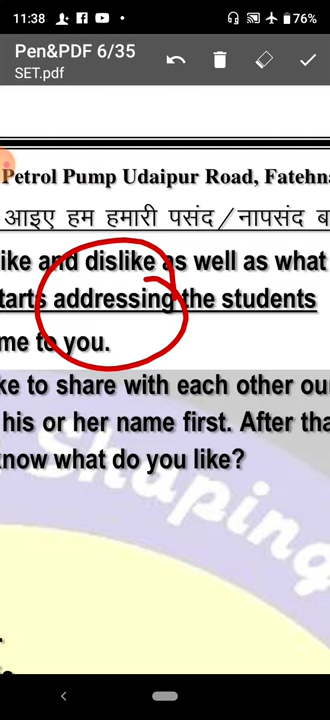 11:38
76%
Pen&PDF 6/35
SET.pdf
Petrol Pump Udaipur Road, Fatehna
आइए हम हमारी पसंद/नापसंद ब
ike and dislike as well as what
tarts addressing the students
me to you.
ke to share with each other ou
his or her name first. After tha
know what do you like?
Shaping